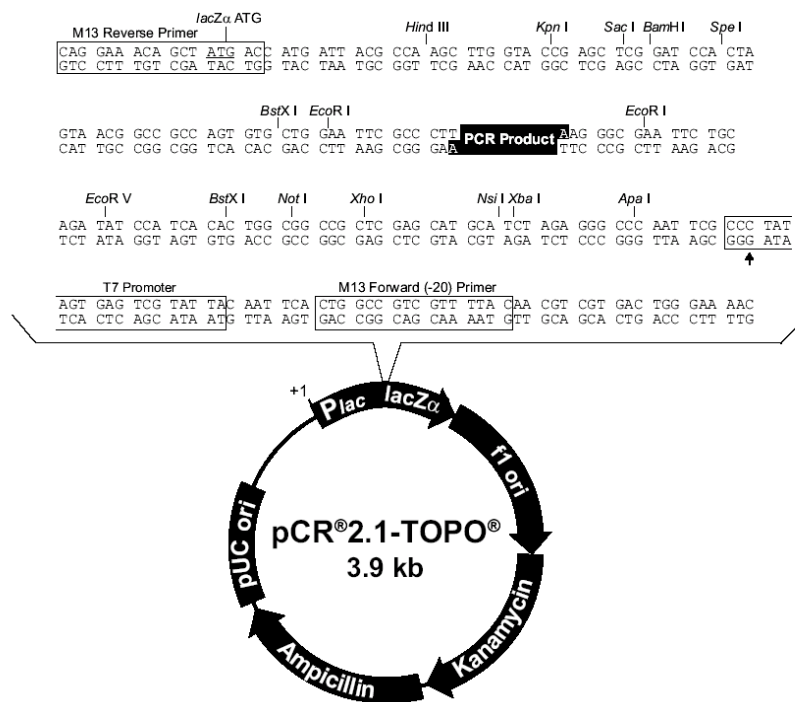 lacZα ATG
M13 Reverse Primer
Hind III Kpn I Sac I BamH I Spe I
CAG GAA ACA GCT ATG ACC ATG ATT ACG CCA AGC TTG GTA CCG AGC TCG GAT CCA CTA
GTC CTT TGT CGA TAC TGG TAC TAA TGC GGT TCG AAC CAT GGC TCG AGC CTA GGT GAT
BstX I EcoR I EcoR I
GTA ACG GCC GCC AGT GTG CTG GAA TTC GCC CTT PCR Product AAG GGC GAA TTC TGC
CAT TGC CGG CGG TCA CAC GAC CTT AAG CGG GAA TTC CCG CTT AAG ACG
EcoR V BstX I Not I Xho I Nsi I Xba I Apa I
AGA TAT CCA TCA CAC TGG CGG CCG CTC GAG CAT GCA TCT AGA GGG CCC AAT TCG CCC TAT
TCT ATA GGT AGT GTG ACC GCC GGC GAG CTC GTA CGT AGA TCT CCC GGG TTA AGC GGG ATA
T7 Promoter M13 Forward (-20) Primer
AGT GAG TCG TAT TAC AAT TCA CTG GCC GTC GTT TTA CAA CGT CGT GAC TGG GAA AAC
TCA CTC AGC ATA ATG TTA AGT GAC CGG CAG CAA AAT GTT GCA GCA CTG ACC CTT TTG
+1
Plac lacZα
f1 ori
pUC ori
pCR®2.1-TOPO®
3.9 kb
Kanamycin
Ampicillin